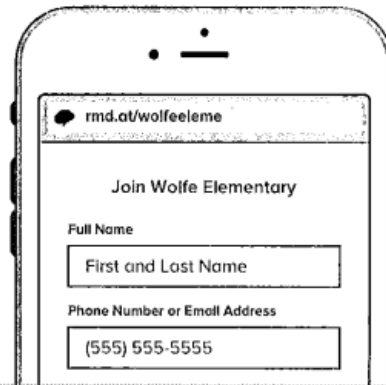 rmd.at/wolfeeleme
Join Wolfe Elementary
Full Name
First and Last Name
Phone Number or Email Address
(555) 555-5555